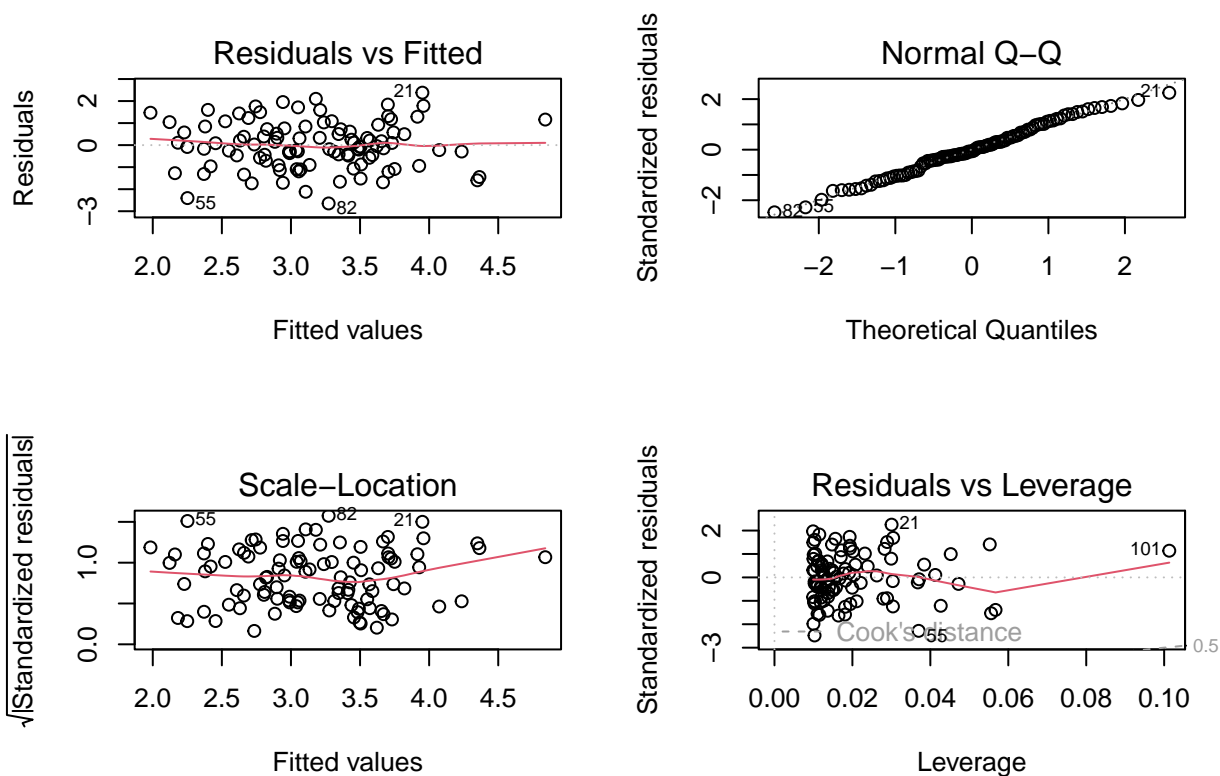 Residuals vs Fitted
Residuals
2
0
−3
21
55
82
2.0 2.5 3.0 3.5 4.0 4.5
Fitted values
Normal Q−Q
Standardized residuals
2
0
−2
21
82
55
−2 −1 0 1 2
Theoretical Quantiles
Scale−Location
√|Standardized residuals|
1.0
0.0
55
82
21
2.0 2.5 3.0 3.5 4.0 4.5
Fitted values
Residuals vs Leverage
Standardized residuals
2
0
−3
21
101
55
Cook's distance
0.5
0.00 0.02 0.04 0.06 0.08 0.10
Leverage